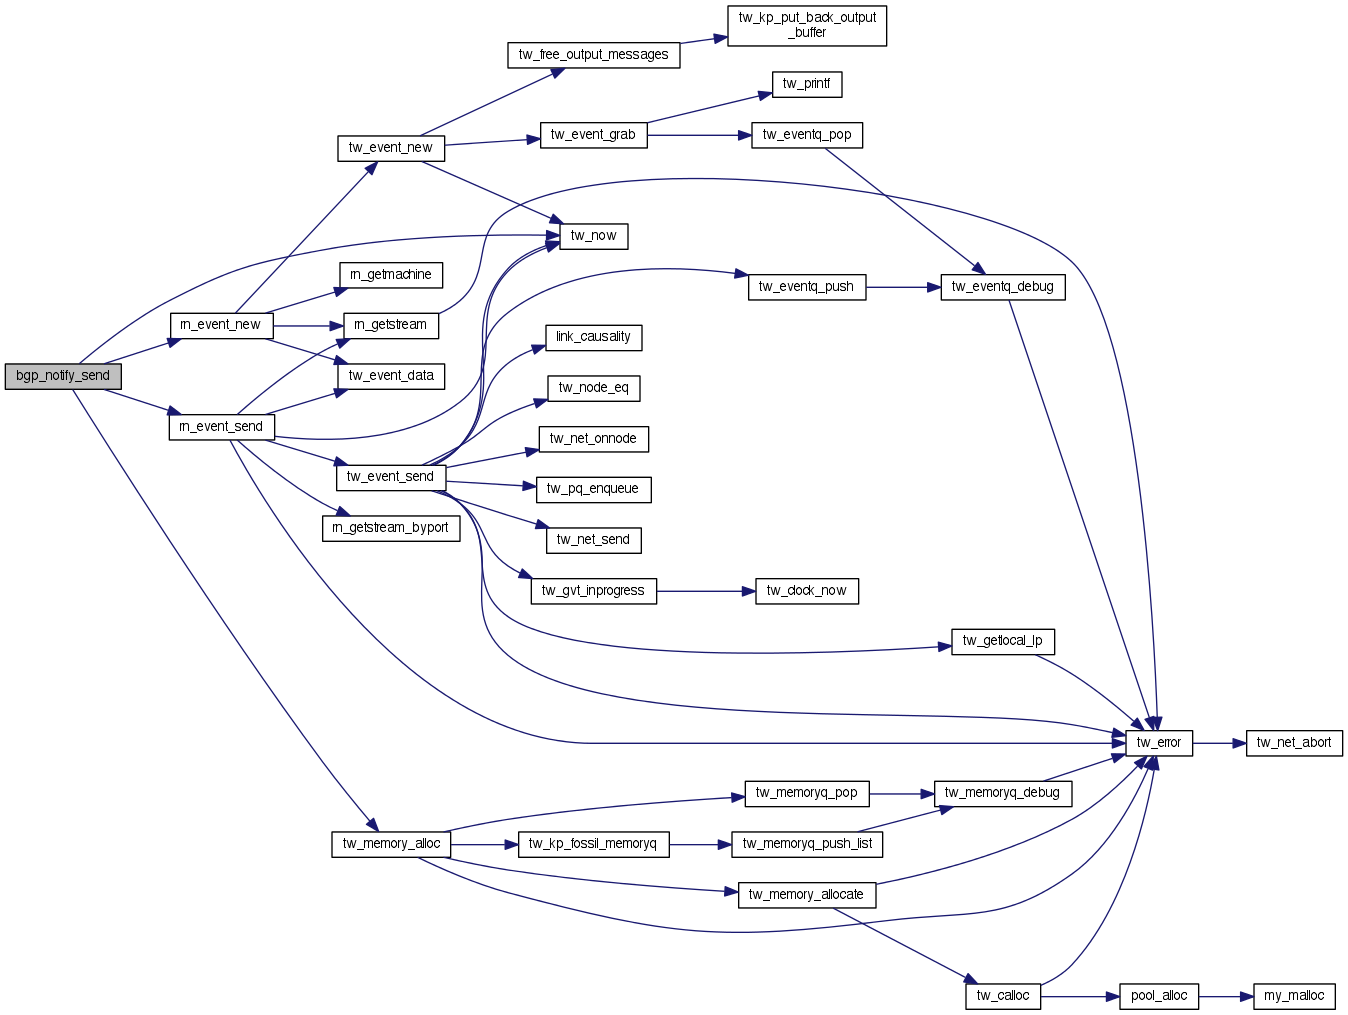 tw_kp_put_back_output
_buffer
tw_free_output_messages
tw_printf
tw_event_grab
tw_eventq_pop
tw_event_new
tw_now
rn_getmachine
tw_eventq_push
tw_eventq_debug
rn_event_new
rn_getstream
link_causality
bgp_notify_send
tw_event_data
tw_node_eq
rn_event_send
tw_net_onnode
tw_event_send
tw_pq_enqueue
rn_getstream_byport
tw_net_send
tw_gvt_inprogress
tw_clock_now
tw_getlocal_lp
tw_error
tw_net_abort
tw_memoryq_pop
tw_memoryq_debug
tw_memory_alloc
tw_kp_fossil_memoryq
tw_memoryq_push_list
tw_memory_allocate
tw_calloc
pool_alloc
my_malloc